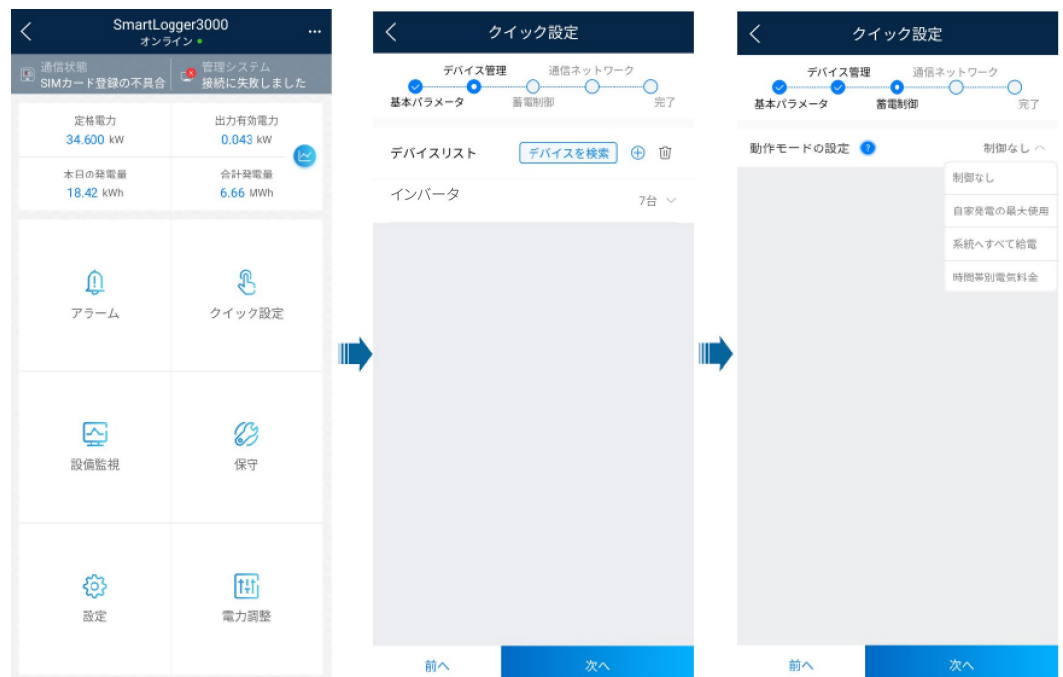 SmartLogger3000
オンライン
通信状態
SIMカード登録の不具合
管理システム
接続に失敗しました
定格電力
34.600 kW
出力有効電力
0.043 kW
本日の発電量
18.42 kWh
合計発電量
6.66 MWh
アラーム
クイック設定
設備監視
保守
設定
電力調整
クイック設定
デバイス管理
通信ネットワーク
基本パラメータ
蓄電制御
完了
デバイスリスト
デバイスを検索
インバータ
7台
前へ
次へ
クイック設定
デバイス管理
通信ネットワーク
基本パラメータ
蓄電制御
完了
動作モードの設定 ?
制御なし
制御なし
自家発電の最大使用
系統へすべて給電
時間帯別電気料金
前へ
次へ